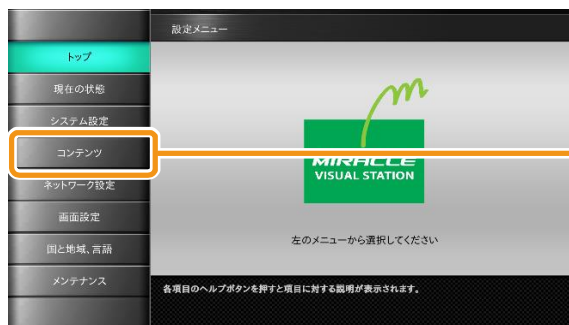 設定メニュー
トップ
現在の状態
システム設定
コンテンツ
ネットワーク設定
画面設定
国と地域、言語
メンテナンス
m
MIRACLE
VISUAL STATION
左のメニューから選択してください
各項目のヘルプボタンを押すと項目に対する説明が表示されます。